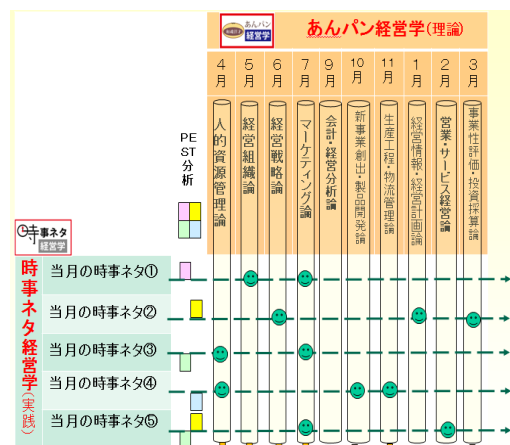 あんパン
経営学
あんパン経営学(理論)
4月
5月
6月
7月
9月
10月
11月
1月
2月
3月
人的資源管理論
経営組織論
経営戦略論
マーケティング論
会計・経営分析論
新事業創出・製品開発論
生産工程・物流管理論
経営情報・経営計画論
営業・サービス経営論
事業性評価・投資採算論
PEST分析
時事ネタ
経営学
時事ネタ経営学(実践)
当月の時事ネタ①
当月の時事ネタ②
当月の時事ネタ③
当月の時事ネタ④
当月の時事ネタ⑤